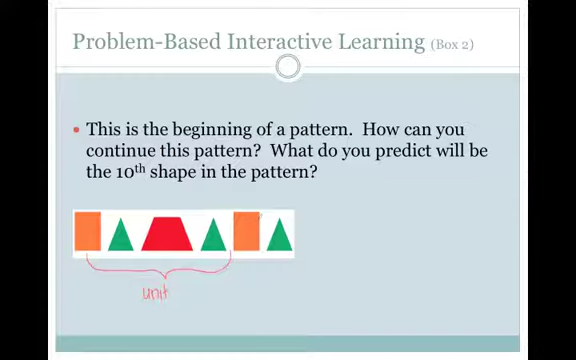 Problem-Based Interactive Learning (Box 2)
This is the beginning of a pattern. How can you
continue this pattern? What do you predict will be
the 10th shape in the pattern?
unit